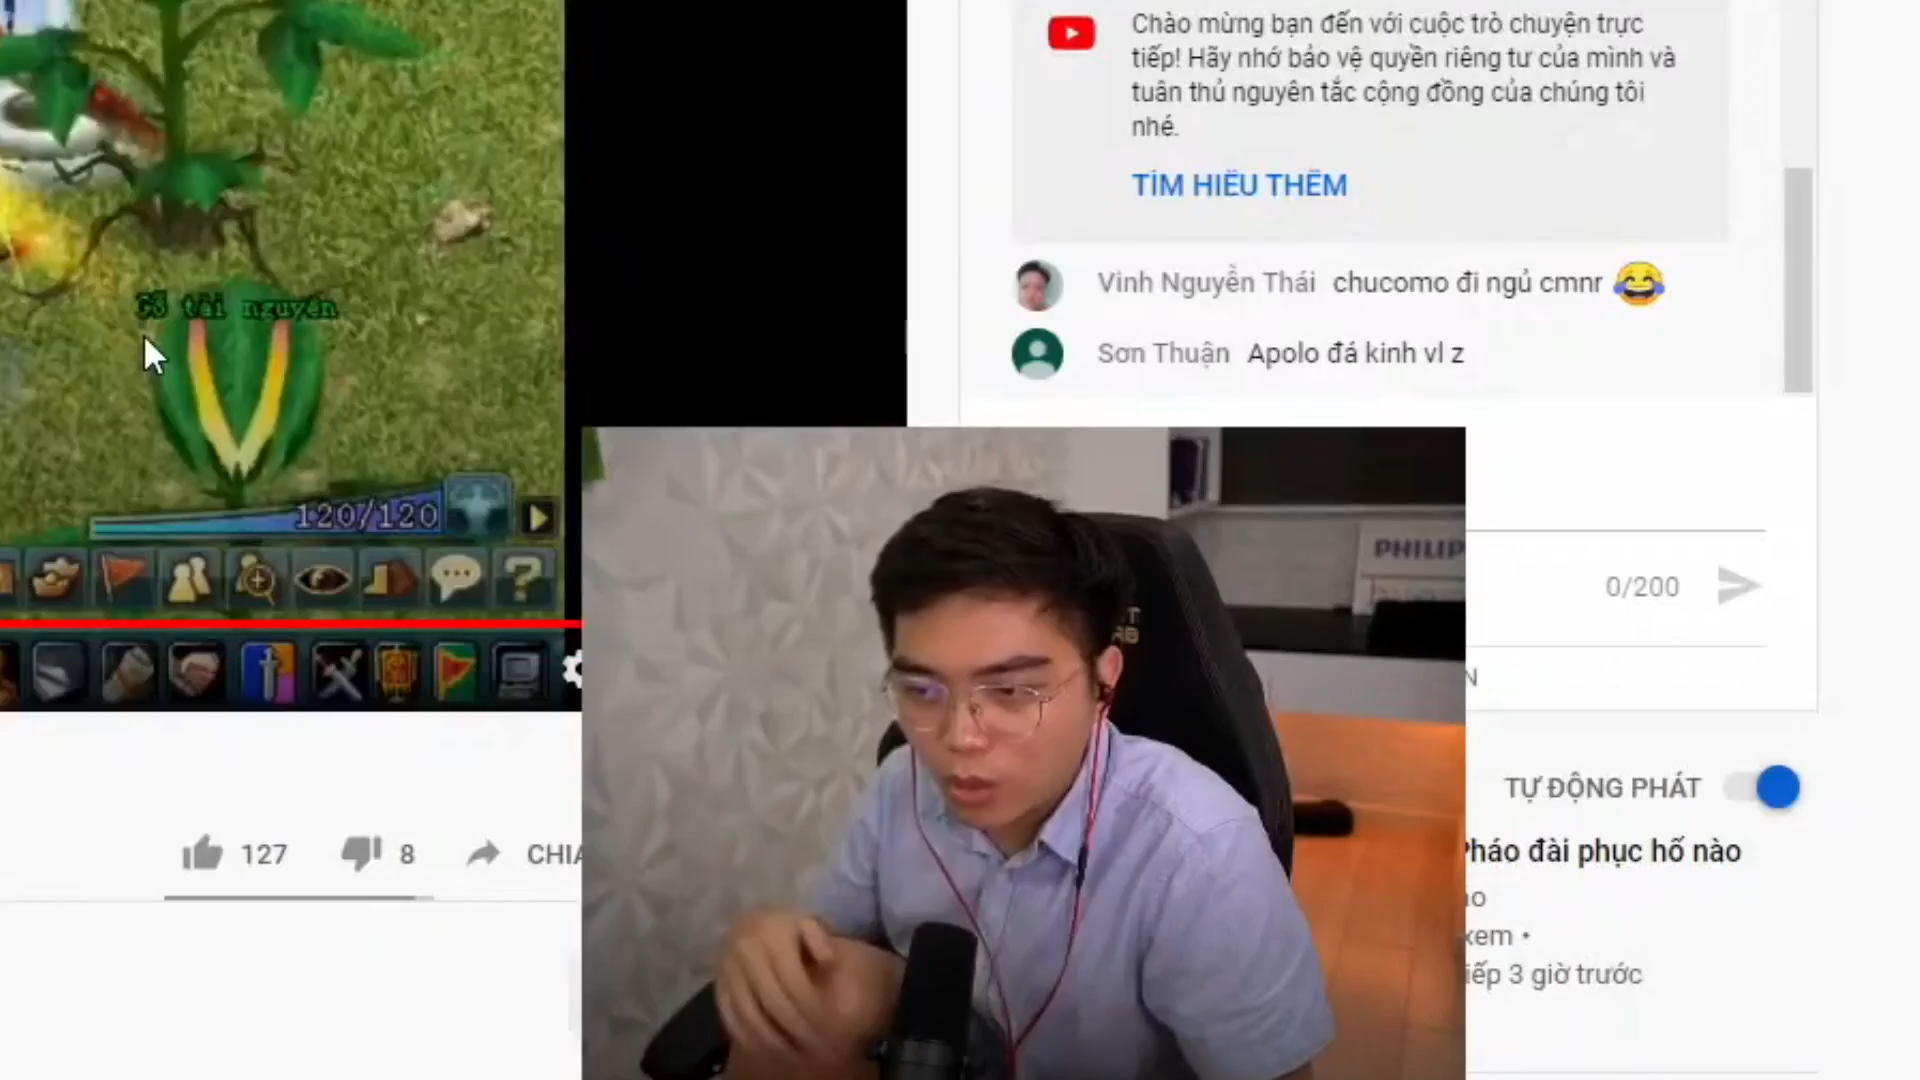 Chào mừng bạn đến với cuộc trò chuyện trực
tiếp! Hãy nhớ bảo vệ quyền riêng tư của mình và
tuân thủ nguyên tắc cộng đồng của chúng tôi
nhé.
TÌM HIỂU THÊM
Vinh Nguyễn Thái chucomo đi ngủ cmnr 😂
Sơn Thuận Apolo đá kinh vl z
Gỗ tài nguyên
120/120
PHILIP
0/200
N
TỰ ĐỘNG PHÁT
127
8
CHIA
Pháo đài phục hố nào
xem •
iếp 3 giờ trước